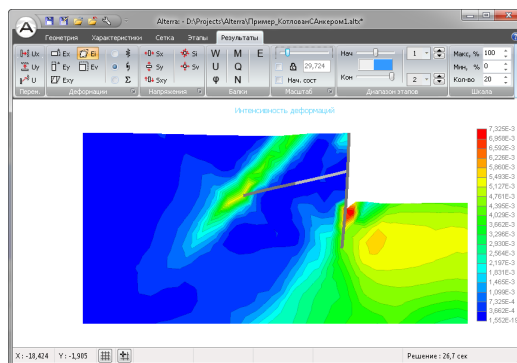 Alterra: - D:\Projects\Alterra\Пример_КотлованСАнкером1.altx*
Геометрия Характеристики Сетка Этапы Результаты
Ux Ex Ei Sx Si W M E Нач 1 Макс, % 100
Uy Ey Ev Sy Sv U Q 29,724 Мин, % 0
U Exy Σ Sxy φ N Нач. сост Кон 2 Кол-во 20
Перен. Деформации Напряжения Балки Масштаб Диапазон этапов Шкала
Интенсивность деформаций
7,325E-3
6,958E-3
6,592E-3
6,226E-3
5,860E-3
5,493E-3
5,127E-3
4,761E-3
4,395E-3
4,029E-3
3,662E-3
3,296E-3
2,930E-3
2,564E-3
2,197E-3
1,831E-3
1,465E-3
1,099E-3
7,325E-4
3,662E-4
1,552E-19
X : -18,424 Y : -1,905 Решение : 26,7 сек